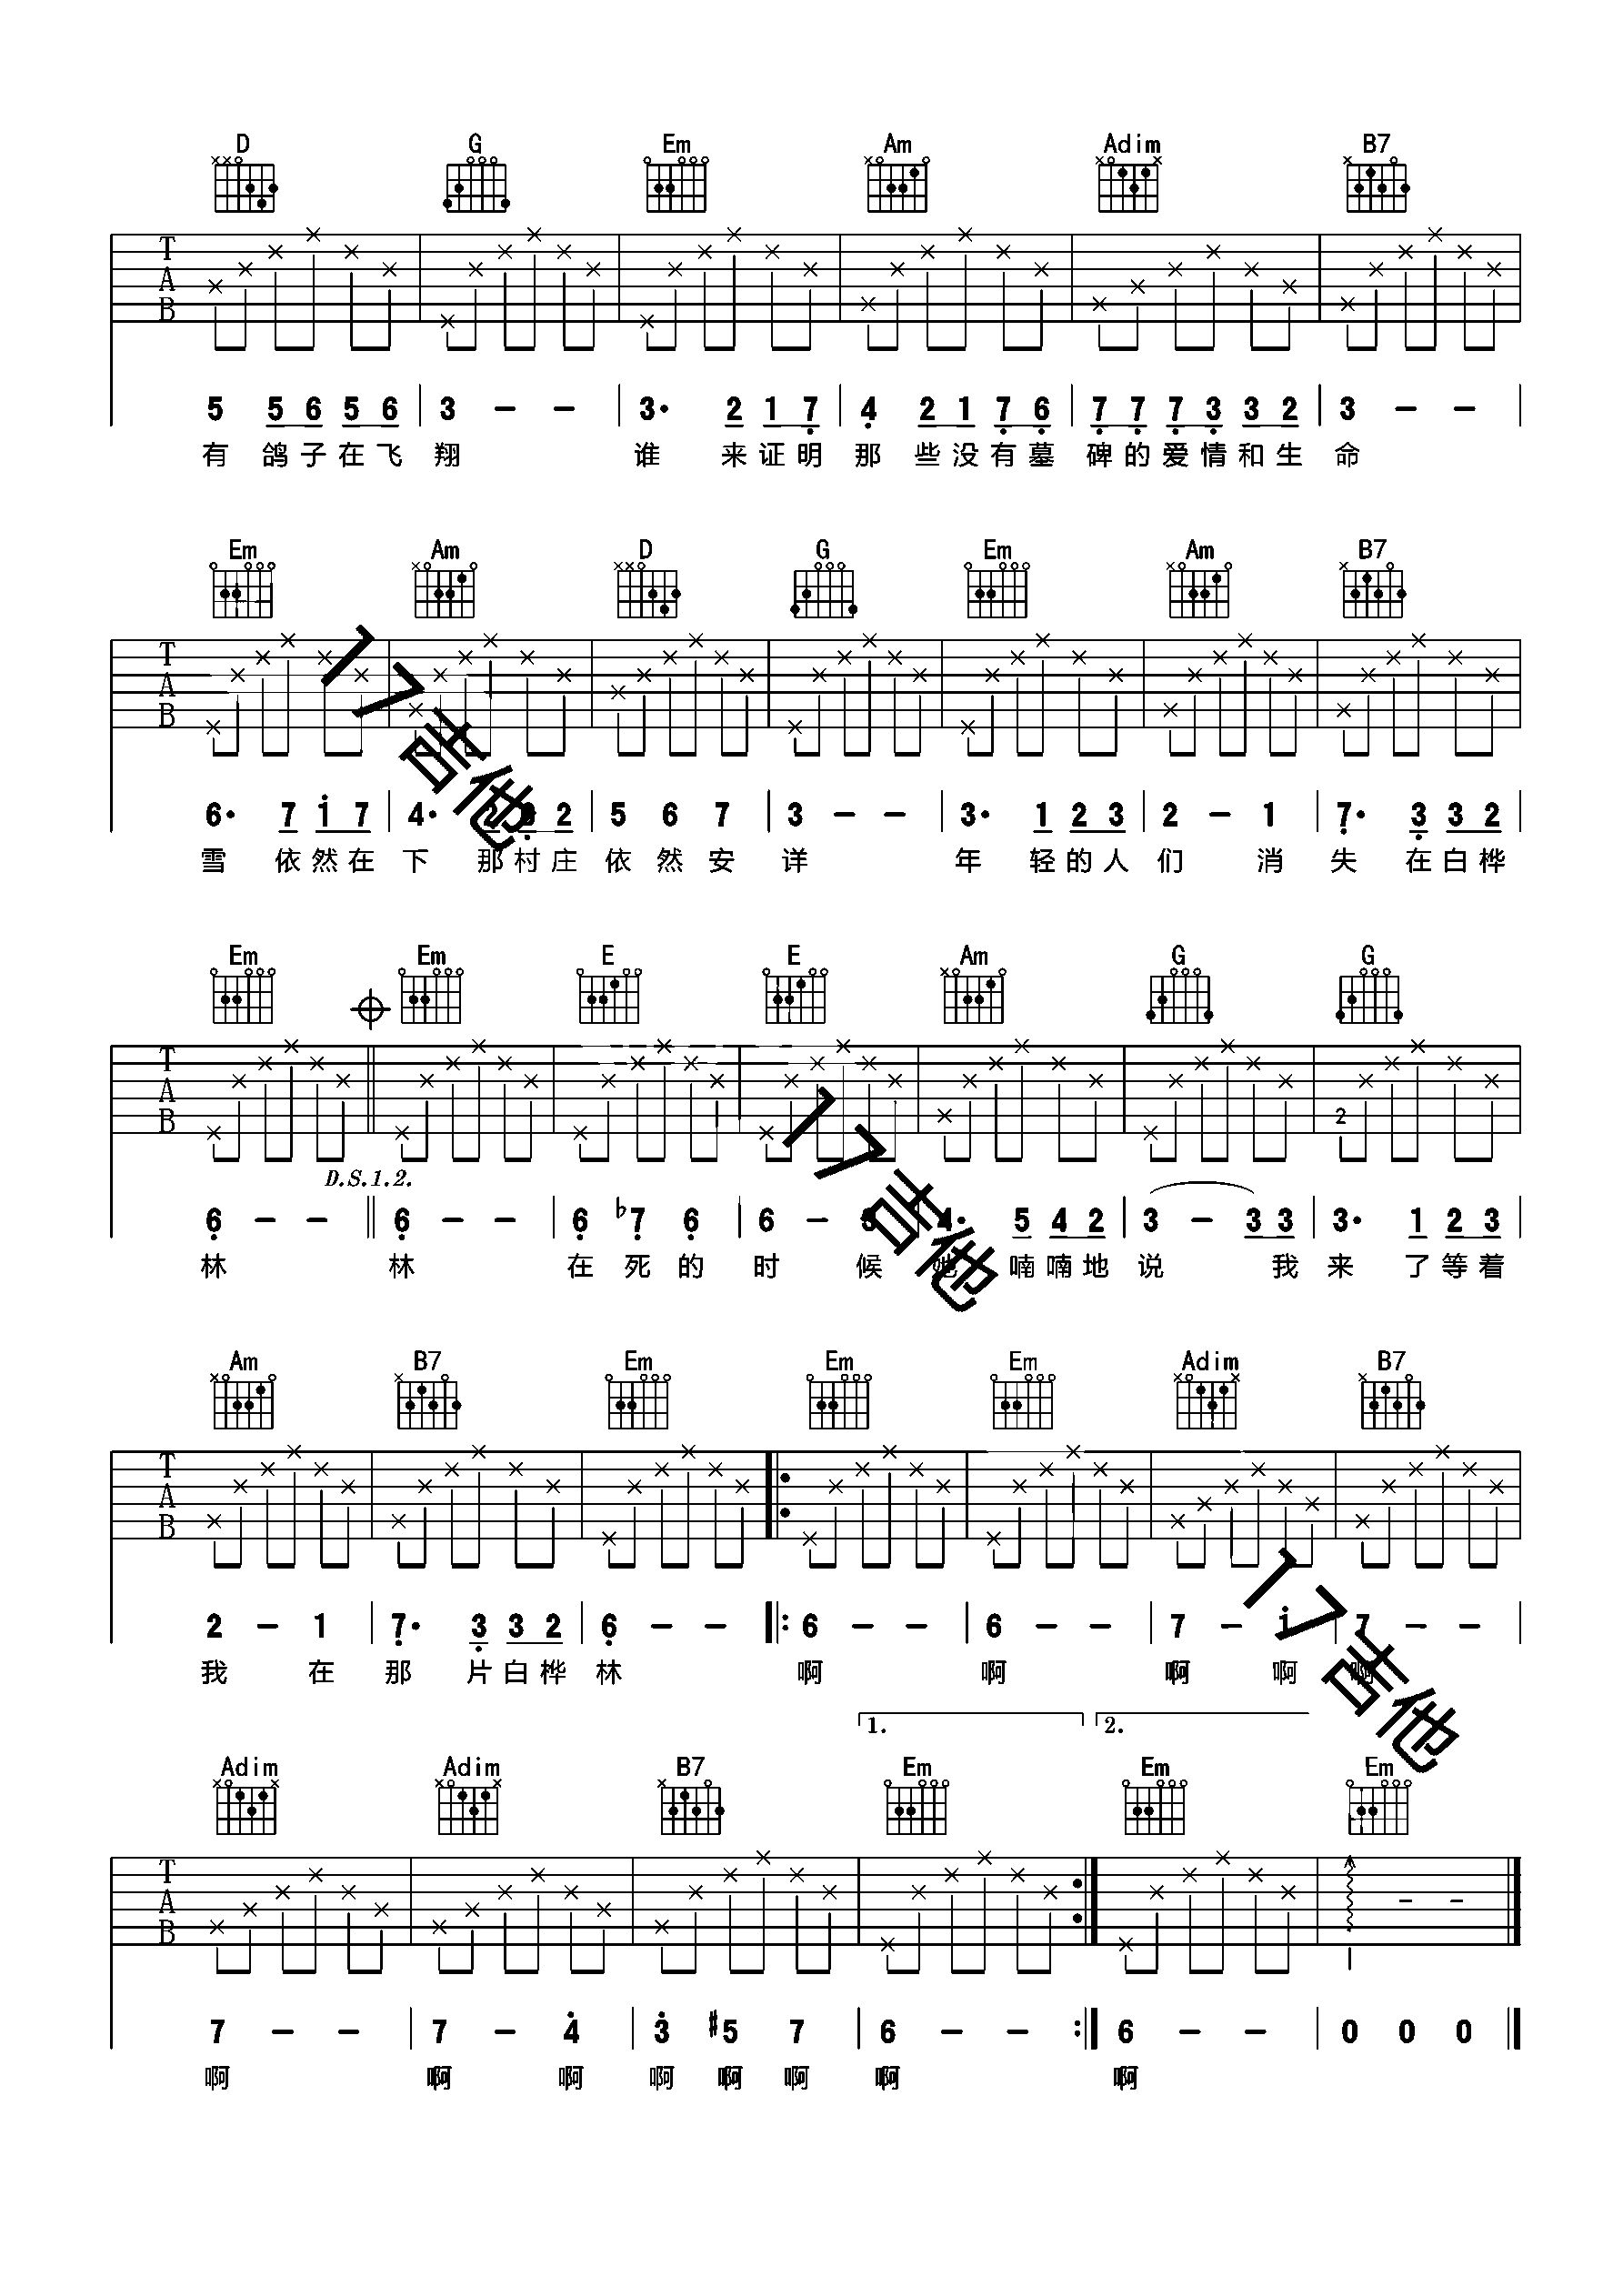 D G Em Am Adim B7
T
A
B
5 5 6 5 6 3 - - 3· 2 1 7 4 2 1 7 6 7 7 7 3 3 2 3 - -
有 鸽子在飞 翔 谁 来证明 那 些没有墓 碑的爱情和生 命
Em Am D G Em Am B7
T
A
B
6· 7 i 7 4· 2 3 2 5 6 7 3 - - 3· 1 2 3 2 - 1 7· 3 3 2
雪 依然在 下 那村庄 依然安 详 年 轻的人 们 消 失 在白桦
17吉他
Em Em E E Am G G
T
A
B
2
D.S.1.2.
6 - - 6 - - 6 ♭7 6 6 - 3 4· 5 4 2 3 - 3 3 3· 1 2 3
林 林 在死的 时 候 她 喃喃地 说 我 来 了等着
17吉他
Am B7 Em Em Em Adim B7
T
A
B
2 - 1 7· 3 3 2 6 - - 6 - - 6 - - 7 - i 7 - -
我 在 那 片白桦 林 啊 啊 啊 啊 啊
17吉他
1. 2.
Adim Adim B7 Em Em Em
T
A
B
7 - - 7 - 4 3 #5 7 6 - - 6 - - 0 0 0
啊 啊 啊 啊 啊 啊 啊 啊